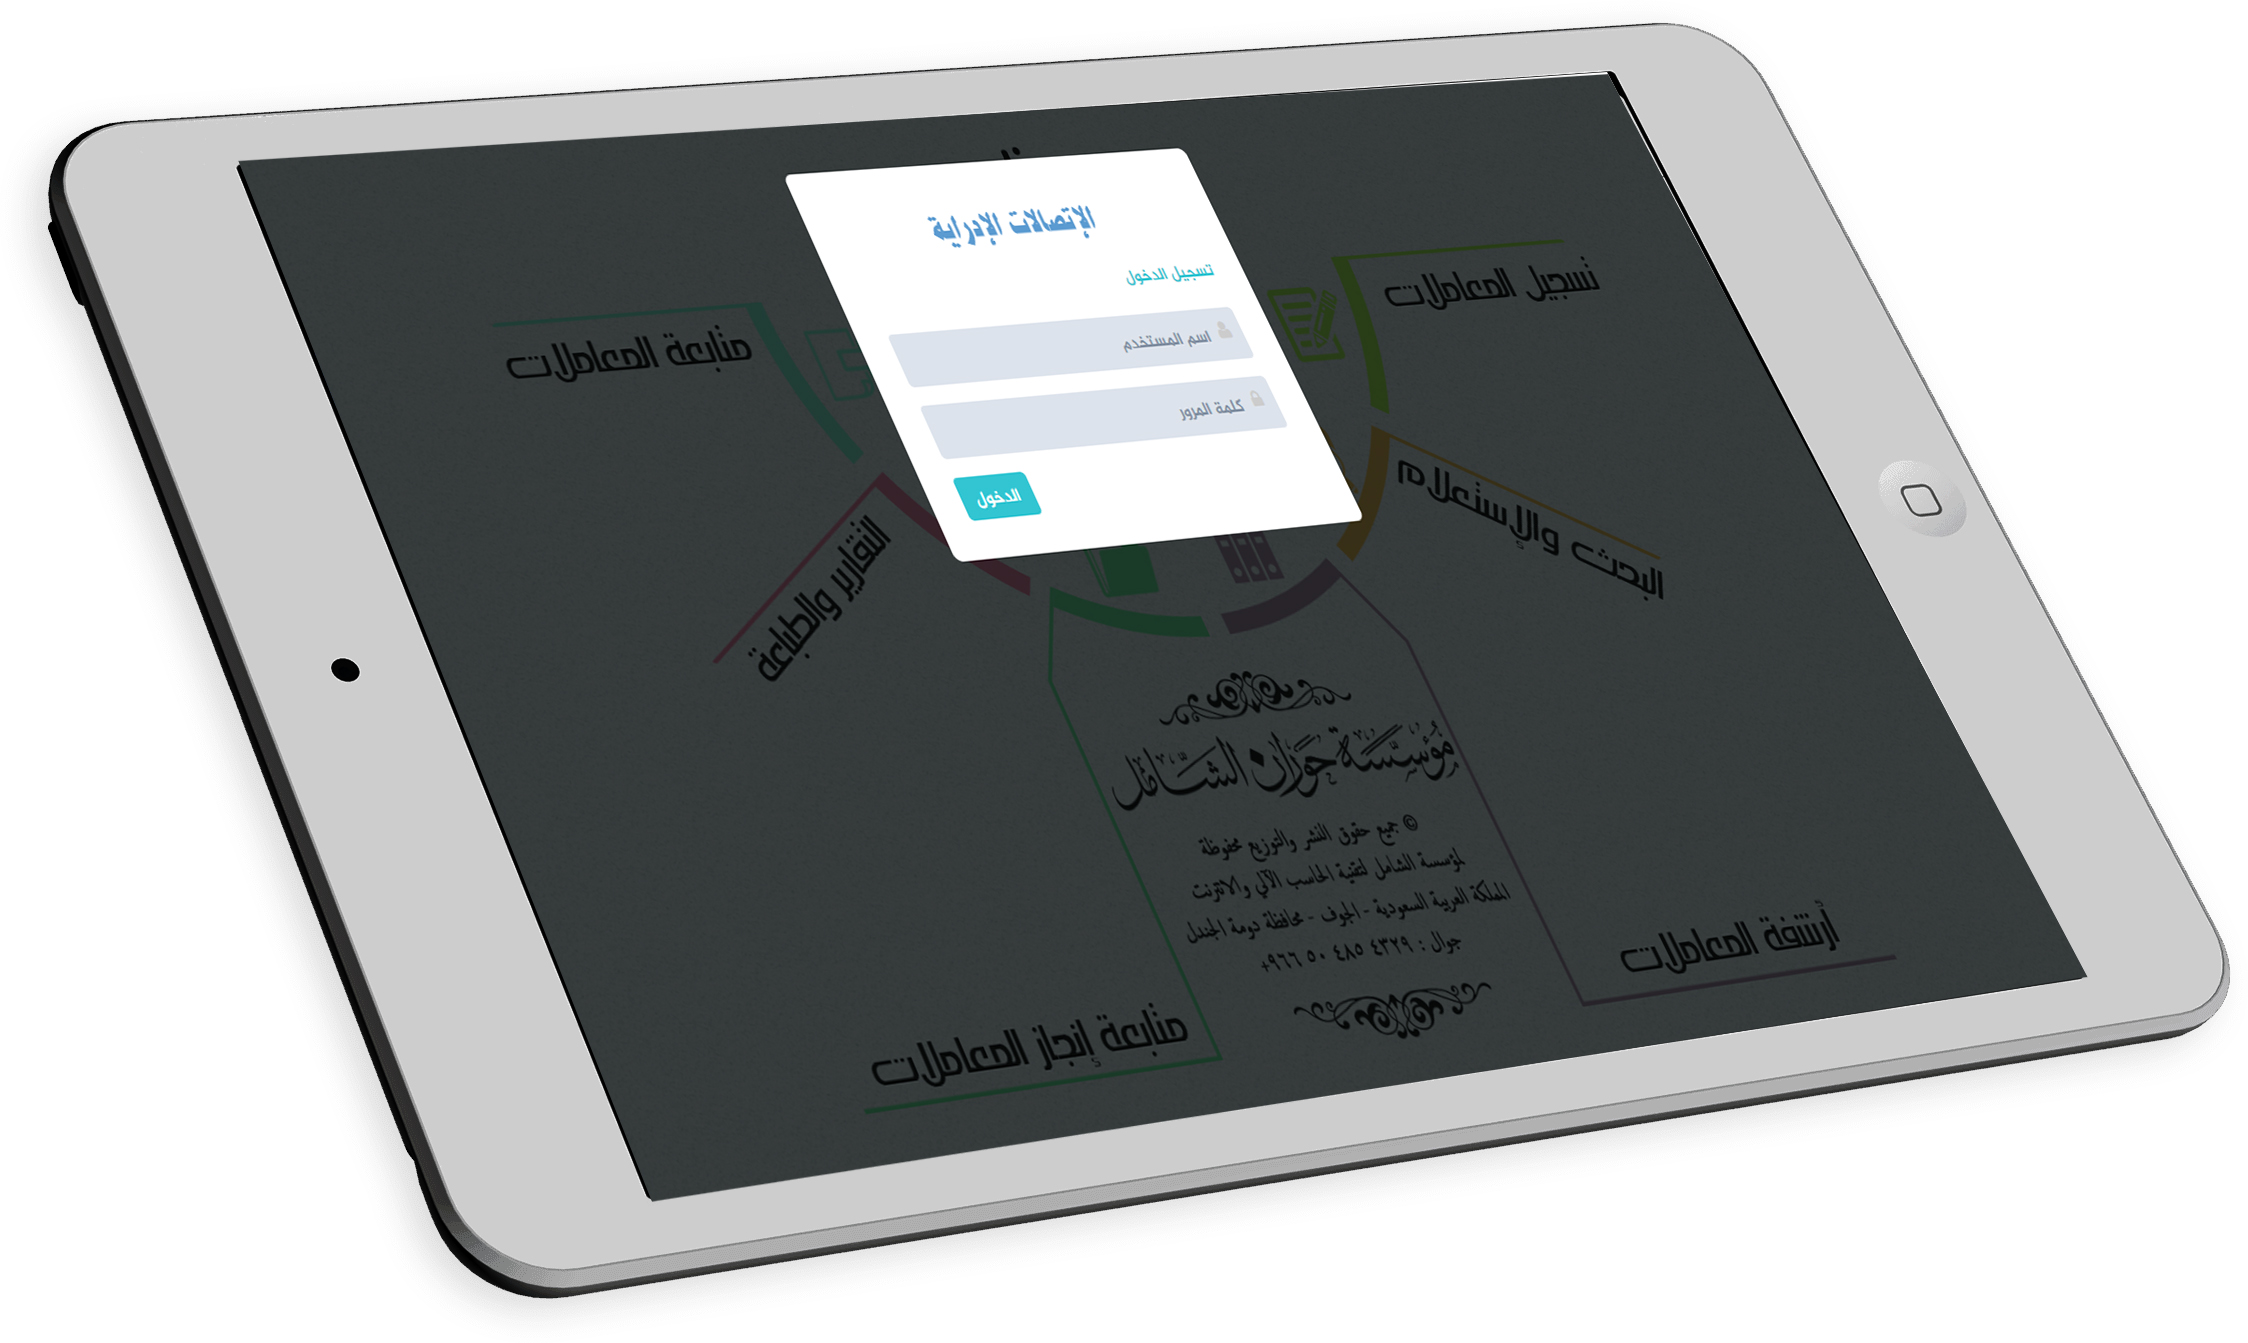 الإتصالات الإدراية
تسجيل الدخول
اسم المستخدم
كلمة المرور
الدخول
تسجيل المعاملات
متابعة المعاملات
البحث والإستعلام
التقارير والطباعة
مؤسسة حوران الشامل
© جميع حقوق النشر والتوزيع محفوظة
لمؤسسة الشامل لتقنية الحاسب الآلي والانترنت
المملكة العربية السعودية - الجوف - محافظة دومة الجندل
جوال : ٤٣٢٩ ٤٨٥ ٥٠ ٩٦٦+
أرشفة المعاملات
متابعة إنجاز المعاملات